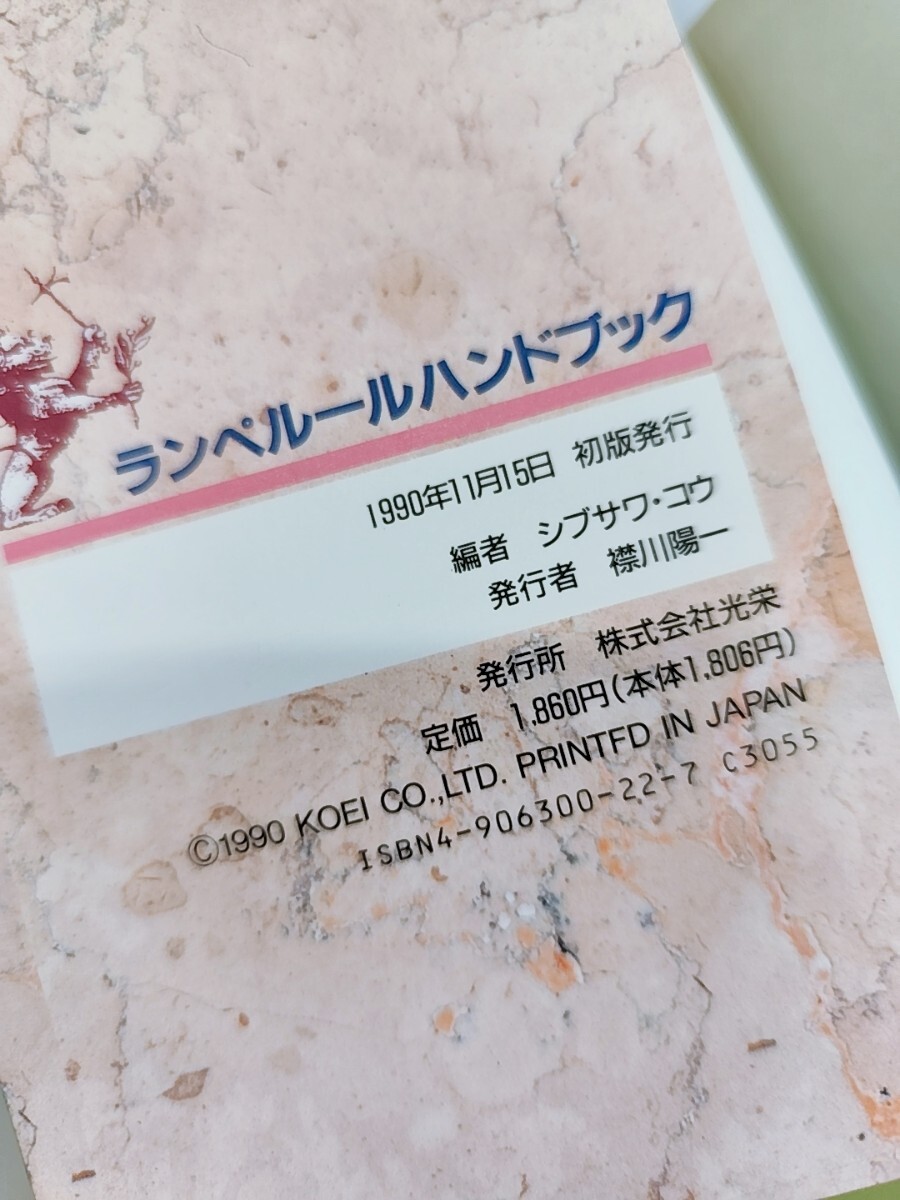 ランペルールハンドブック
1990年11月15日 初版発行
編者 シブサワ・コウ
発行者 襟川陽一
発行所 株式会社光栄
定価 1,860円(本体1,806円)
©1990 KOEI CO.,LTD. PRINTED IN JAPAN
ISBN4-906300-22-7 C3055